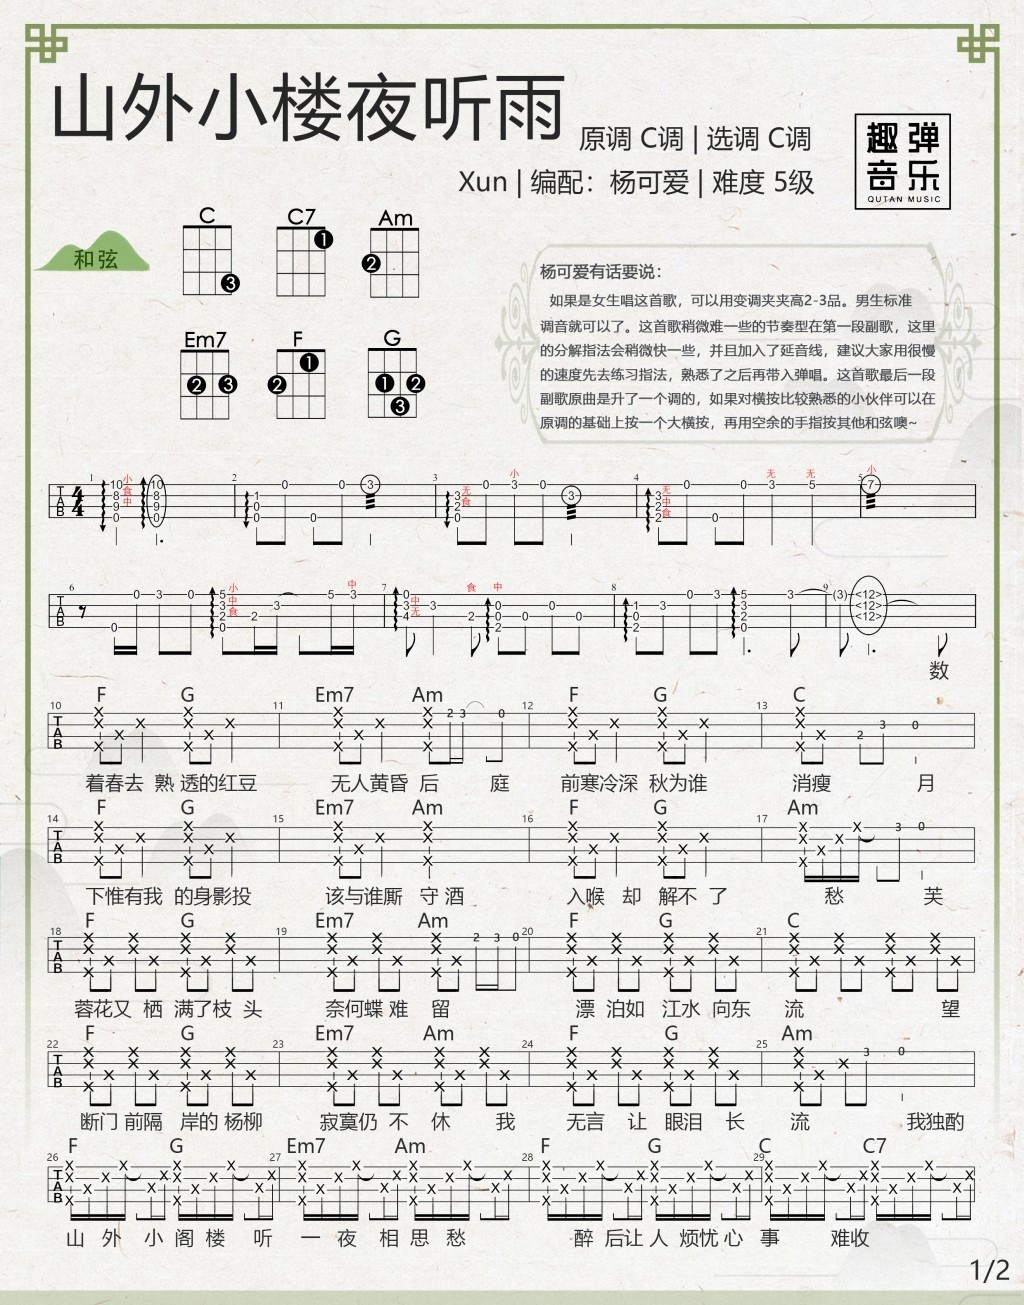 山外小楼夜听雨
原调 C调 | 选调 C调
Xun | 编配：杨可爱 | 难度 5级
趣弹
音乐
QUTAN MUSIC
和弦
C C7 Am
3 1 2
Em7 F G
2 3 1 2 1 2 3
杨可爱有话要说：
如果是女生唱这首歌，可以用变调夹夹高2-3品。男生标准
调音就可以了。这首歌稍微难一些的节奏型在第一段副歌，这里
的分解指法会稍微快一些，并且加入了延音线，建议大家用很慢
的速度先去练习指法，熟悉了之后再带入弹唱。这首歌最后一段
副歌原曲是升了一个调的，如果对横按比较熟悉的小伙伴可以在
原调的基础上按一个大横按，再用空余的手指按其他和弦噢~
数
F G Em7 Am F G C
着春去 熟 透的红豆 无人黄昏 后 庭 前寒冷深 秋为谁 消瘦 月
F G Em7 Am F G Am
下惟有我 的身影投 该与谁厮 守 酒 入喉 却 解不 了 愁 芙
F G Em7 Am F G C
蓉花又 栖 满了枝 头 奈何蝶 难 留 漂 泊如 江水 向东 流 望
F G Em7 Am F G Am
断门 前隔 岸的 杨柳 寂寞仍 不 休 我 无言 让 眼泪 长 流 我独酌
F G Em7 Am F G C C7
山 外 小 阁 楼 听 一 夜 相 思 愁 醉 后让 人 烦忧 心 事 难收
1/2